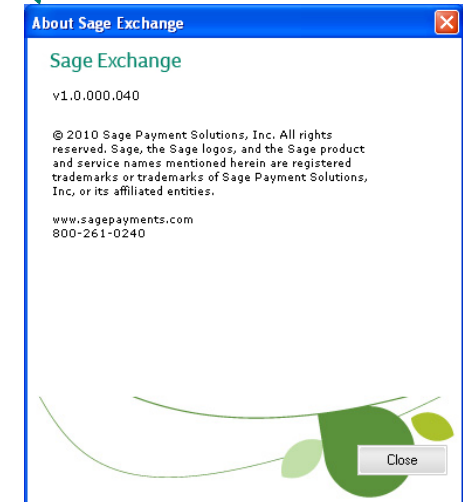 About Sage Exchange
Sage Exchange
v1.0.000.040
© 2010 Sage Payment Solutions, Inc. All rights
reserved. Sage, the Sage logos, and the Sage product
and service names mentioned herein are registered
trademarks or trademarks of Sage Payment Solutions,
Inc, or its affiliated entities.
www.sagepayments.com
800-261-0240
Close